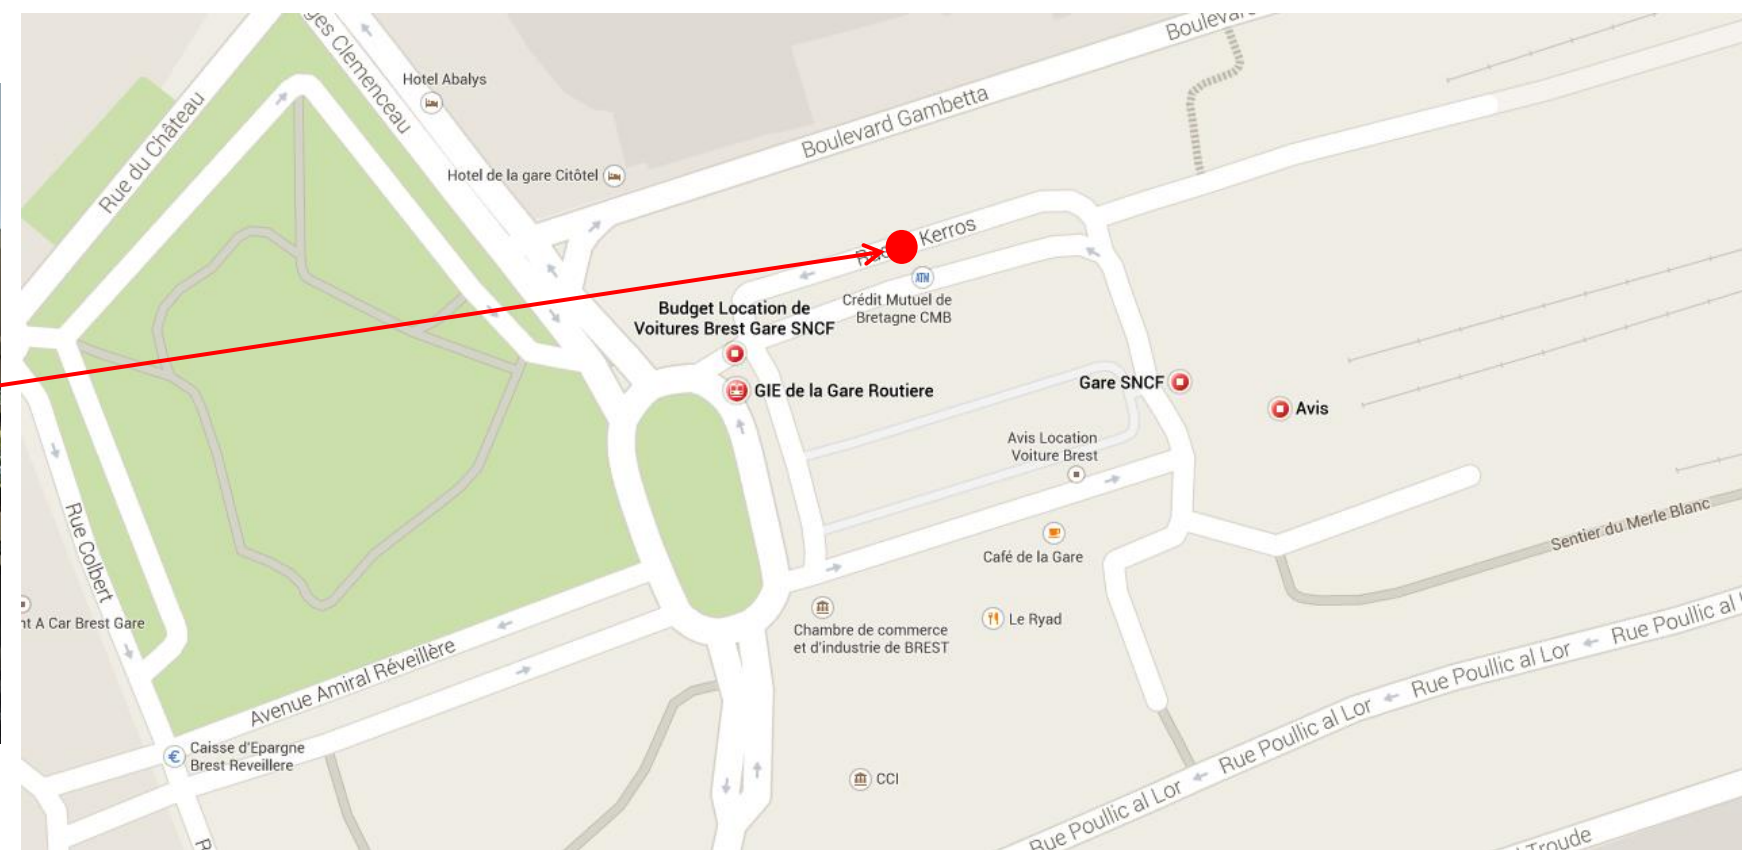 Boulevar
ges Clemenceau
Hotel Abalys
Rue du Château
Boulevard Gambetta
Hotel de la gare Citôtel
Kerros
ATM
Crédit Mutuel de
Bretagne CMB
Budget Location de
Voitures Brest Gare SNCF
GIE de la Gare Routiere
Gare SNCF
Avis
Avis Location
Voiture Brest
Rue Colbert
Sentier du Merle Blanc
Café de la Gare
Le Ryad
Chambre de commerce
et d'industrie de BREST
nt A Car Brest Gare
Avenue Amiral Réveillère
Rue Poullic al
Rue Poullic al Lor
Rue Poullic al Lor
Rue Poullic al Lor
Caisse d'Epargne
Brest Reveillere
CCI
Troude